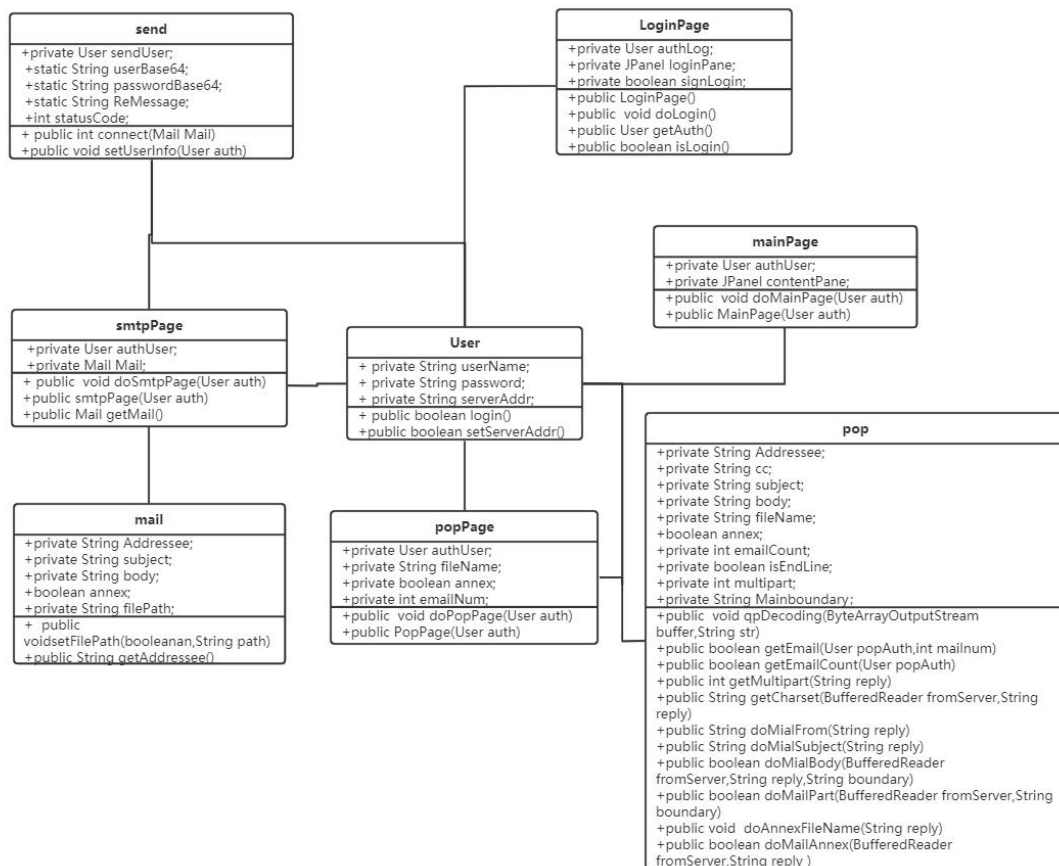 send
+private User sendUser;
+static String userBase64;
+static String passwordBase64;
+static String ReMessage;
+int statusCode;
+ public int connect(Mail Mail)
+public void setUserInfo(User auth)
LoginPage
+private User authLog;
+private JPanel loginPane;
+private boolean signLogin;
+public LoginPage()
+public  void doLogin()
+public User getAuth()
+public boolean isLogin()
mainPage
+private User authUser;
+private JPanel contentPane;
+public  void doMainPage(User auth)
+public MainPage(User auth)
smtpPage
+private User authUser;
+private Mail Mail;
+ public  void doSmtpPage(User auth)
+public smtpPage(User auth)
+public Mail getMail()
User
+ private String userName;
+ private String password;
+ private String serverAddr;
+ public boolean login()
+public boolean setServerAddr()
mail
+private String Addressee;
+private String subject;
+private String body;
+boolean annex;
+private String filePath;
+  public
voidsetFilePath(booleanan,String path)
+public String getAddressee()
popPage
+private User authUser;
+private String fileName;
+private boolean annex;
+private int emailNum;
+public  void doPopPage(User auth)
+public PopPage(User auth)
pop
+private String Addressee;
+private String cc;
+private String subject;
+private String body;
+private String fileName;
+boolean annex;
+private int emailCount;
+private boolean isEndLine;
+private int multipart;
+private String Mainboundary;
+public  void qpDecoding(ByteArrayOutputStream
buffer,String str)
+public boolean getEmail(User popAuth,int mailnum)
+public boolean getEmailCount(User popAuth)
+public int getMultipart(String reply)
+public String getCharset(BufferedReader fromServer,String
reply)
+public String doMialFrom(String reply)
+public String doMialSubject(String reply)
+public boolean doMialBody(BufferedReader
fromServer,String reply,String boundary)
+public boolean doMailPart(BufferedReader fromServer,String
boundary)
+public void  doAnnexFileName(String reply)
+public boolean doMailAnnex(BufferedReader
fromServer,String reply )